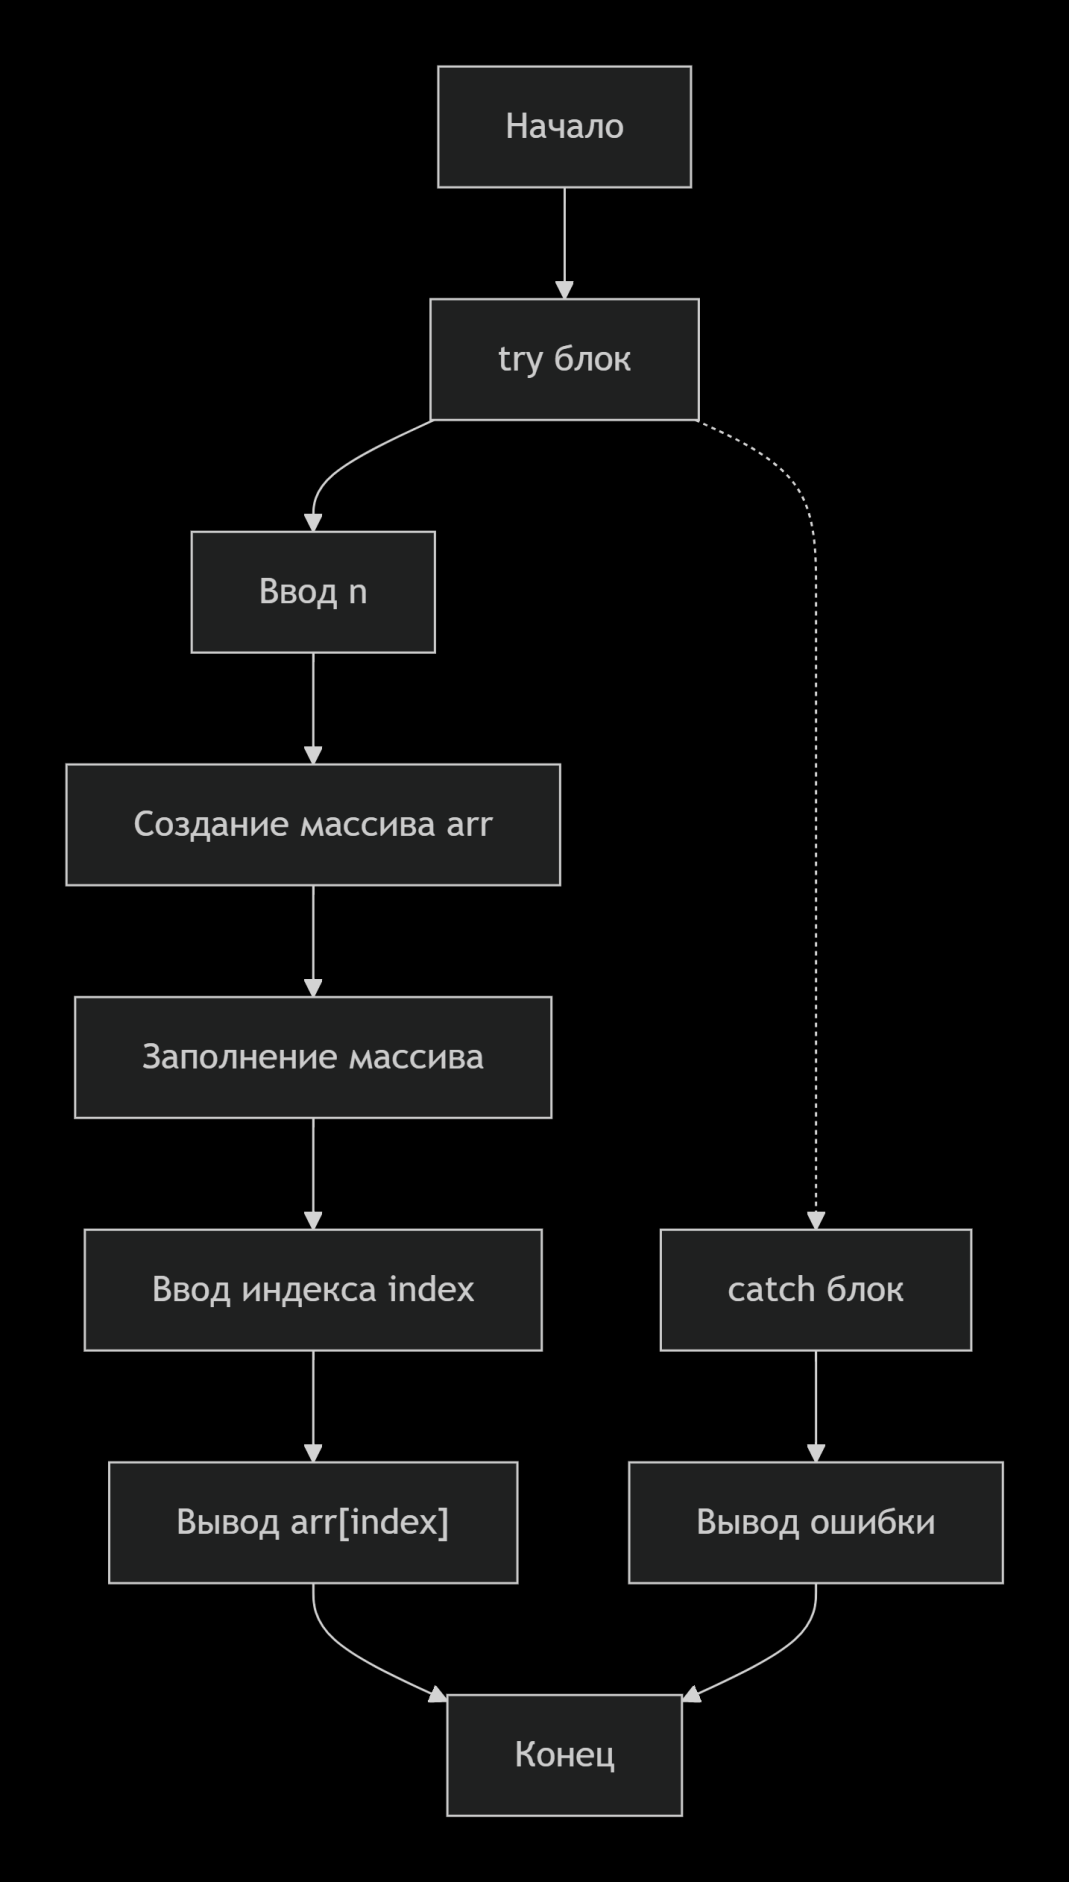 Начало
try блок
Ввод n
Создание массива arr
Заполнение массива
Ввод индекса index
catch блок
Вывод arr[index]
Вывод ошибки
Конец